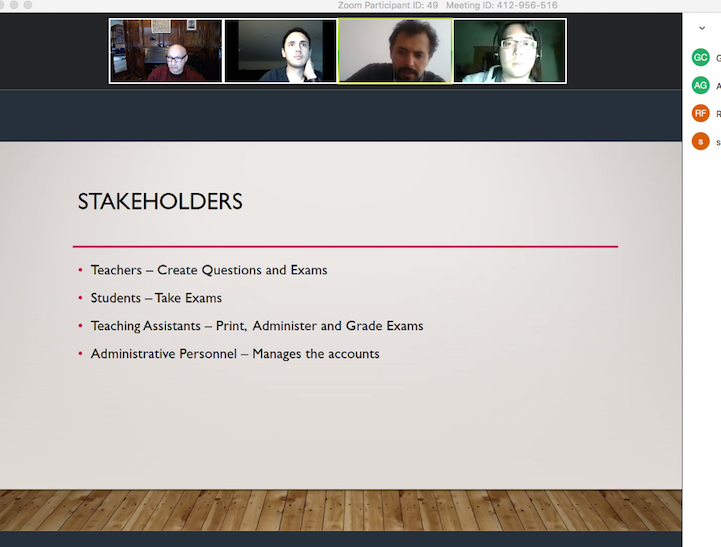 Zoom Participant ID: 49 Meeting ID: 412-956-516
GC G
AG A
RF R
s s
STAKEHOLDERS
• Teachers – Create Questions and Exams
• Students – Take Exams
• Teaching Assistants – Print, Administer and Grade Exams
• Administrative Personnel – Manages the accounts